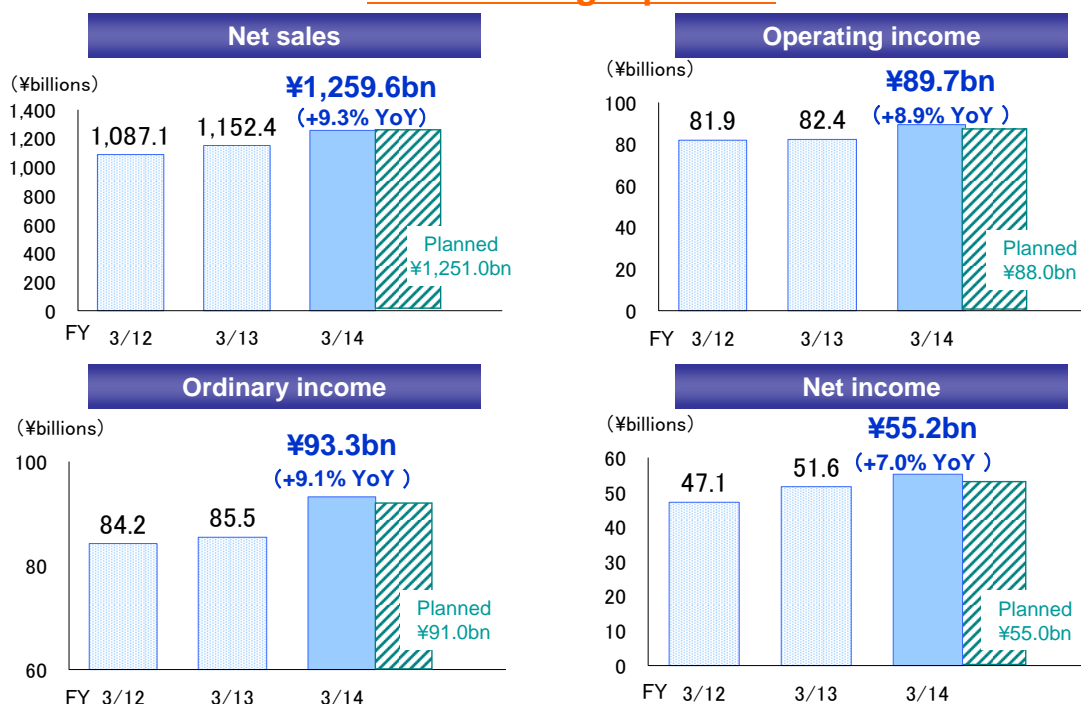 Net sales
(¥billions)
¥1,259.6bn
(+9.3% YoY)
1,087.1
1,152.4
1,400
1,200
1,000
800
600
400
200
0
Planned
¥1,251.0bn
FY 3/12 3/13 3/14
Operating income
(¥billions)
¥89.7bn
(+8.9% YoY )
81.9
82.4
100
80
60
40
20
0
Planned
¥88.0bn
FY 3/12 3/13 3/14
Ordinary income
(¥billions)
¥93.3bn
(+9.1% YoY )
84.2
85.5
100
80
60
Planned
¥91.0bn
FY 3/12 3/13 3/14
Net income
(¥billions)
¥55.2bn
(+7.0% YoY )
47.1
51.6
60
50
40
30
20
10
0
Planned
¥55.0bn
FY 3/12 3/13 3/14